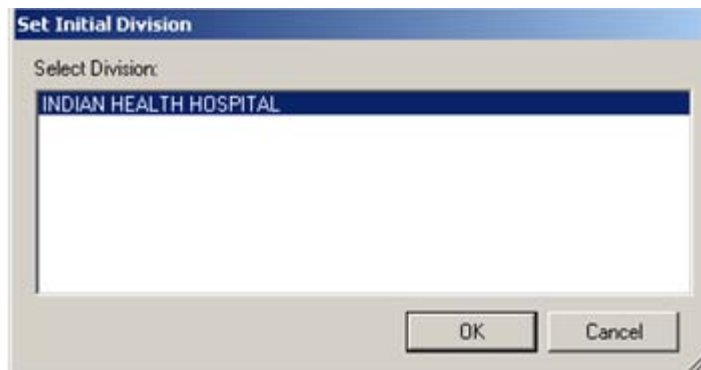 Set Initial Division
Select Division:
INDIAN HEALTH HOSPITAL
OK
Cancel